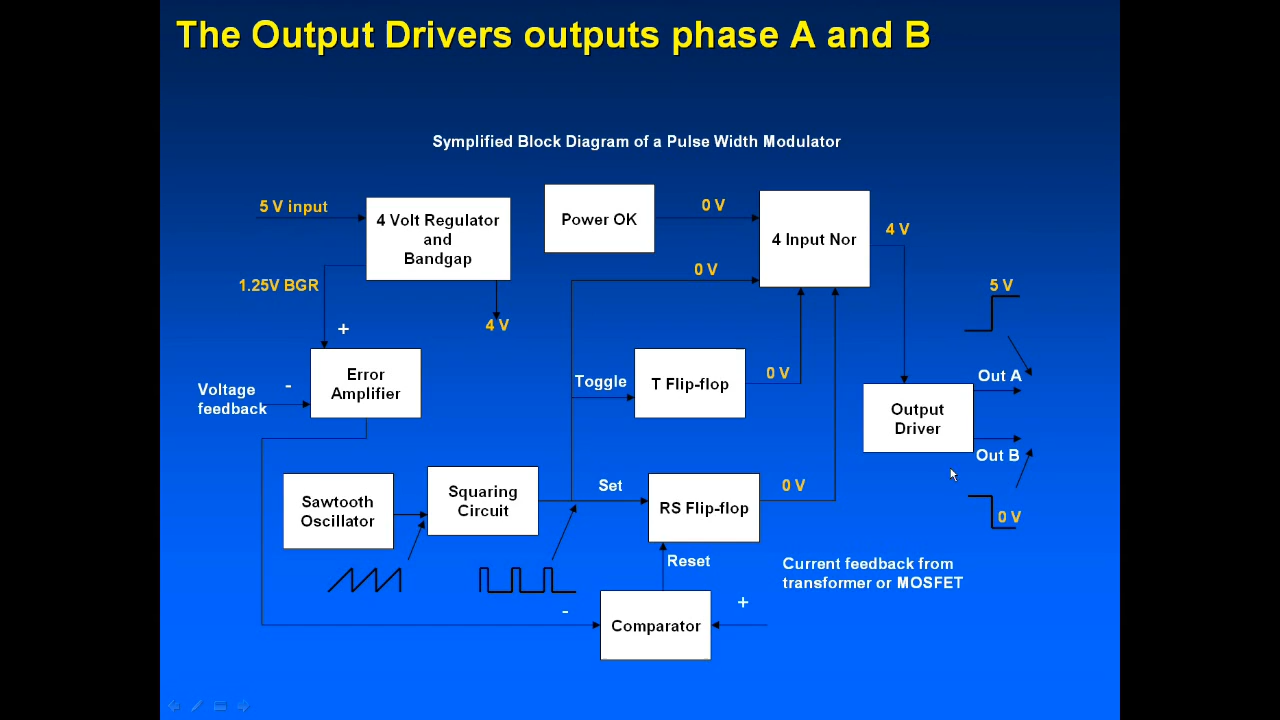 The Output Drivers outputs phase A and B
Symplified Block Diagram of a Pulse Width Modulator
5 V input
4 Volt Regulator
and
Bandgap
Power OK
0 V
4 Input Nor
4 V
1.25V BGR
0 V
5 V
+
4 V
Error
Amplifier
-
Voltage
feedback
Toggle
T Flip-flop
0 V
Out A
Output
Driver
Out B
Sawtooth
Oscillator
Squaring
Circuit
Set
RS Flip-flop
0 V
0 V
Reset
Current feedback from
transformer or MOSFET
-
Comparator
+